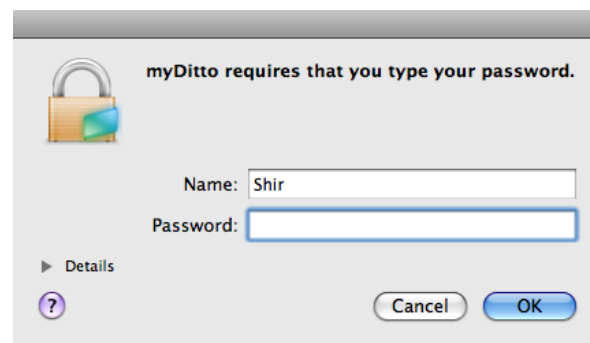 myDitto requires that you type your password.
Name: Shir
Password:
Details
?
Cancel OK